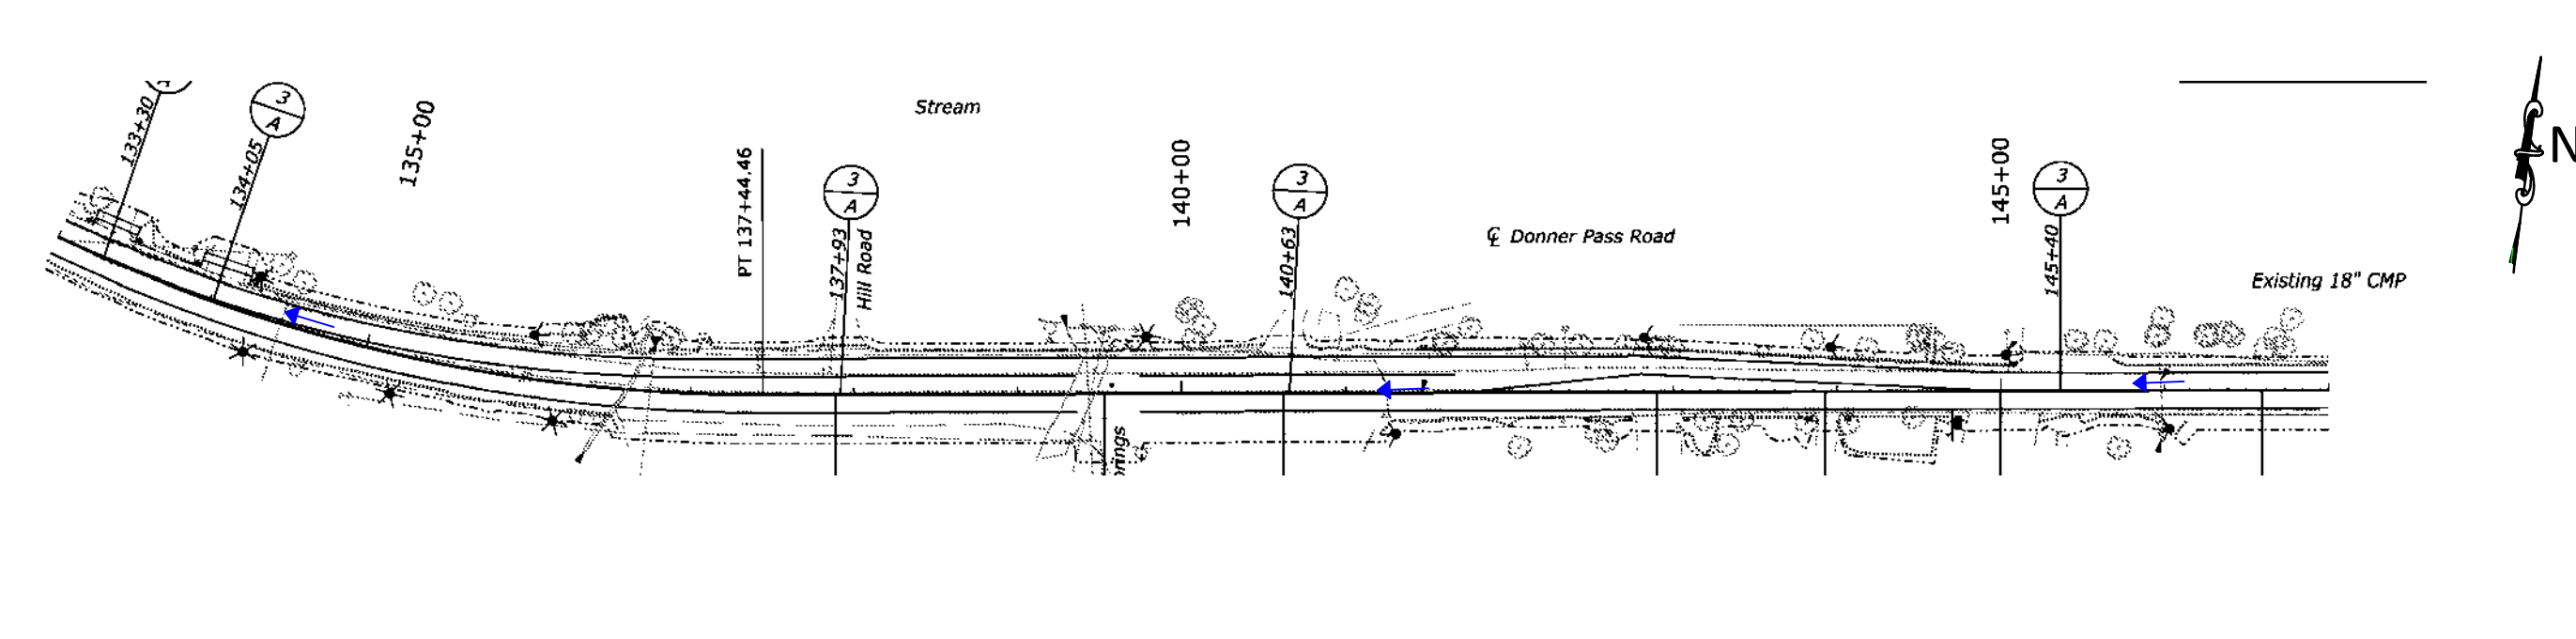 133+30
3
A
134+05
135+00
Stream
PT 137+44.46
3
A
137+93
Hill Road
140+00
3
A
140+63
℄ Donner Pass Road
145+00
3
A
145+40
Existing 18" CMP
N
rings